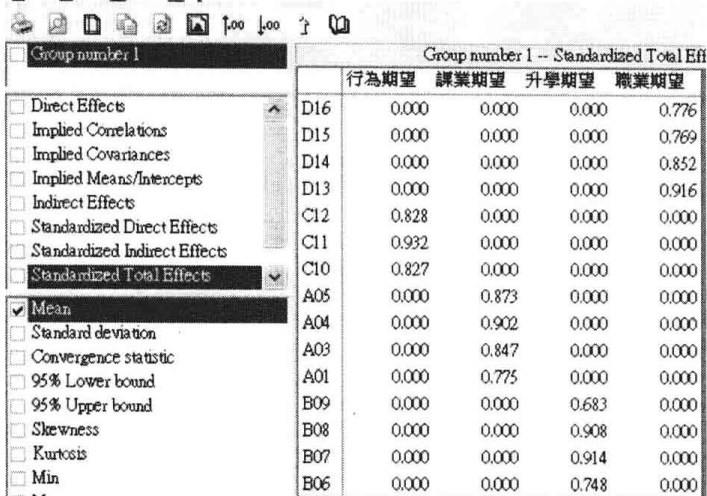 Group number 1
Group number 1 -- Standardized Total Eff
行為期望 課業期望 升學期望 職業期望
Direct Effects
Implied Correlations
Implied Covariances
Implied Means/Intercepts
Indirect Effects
Standardized Direct Effects
Standardized Indirect Effects
Standardized Total Effects
Mean
Standard deviation
Convergence statistic
95% Lower bound
95% Upper bound
Skewness
Kurtosis
Min
D16 0.000 0.000 0.000 0.776
D15 0.000 0.000 0.000 0.769
D14 0.000 0.000 0.000 0.852
D13 0.000 0.000 0.000 0.916
C12 0.828 0.000 0.000 0.000
C11 0.932 0.000 0.000 0.000
C10 0.827 0.000 0.000 0.000
A05 0.000 0.873 0.000 0.000
A04 0.000 0.902 0.000 0.000
A03 0.000 0.847 0.000 0.000
A01 0.000 0.775 0.000 0.000
B09 0.000 0.000 0.683 0.000
B08 0.000 0.000 0.908 0.000
B07 0.000 0.000 0.914 0.000
B06 0.000 0.000 0.748 0.000